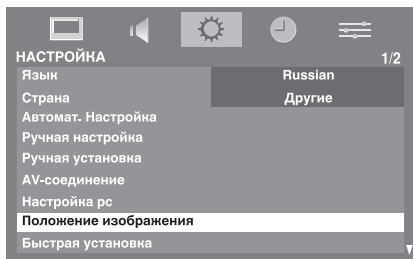 НАСТРОЙКА 1/2
Язык Russian
Страна Другие
Автомат. Настройка
Ручная настройка
Ручная установка
AV-соединение
Настройка рс
Положение изображения
Быстрая установка